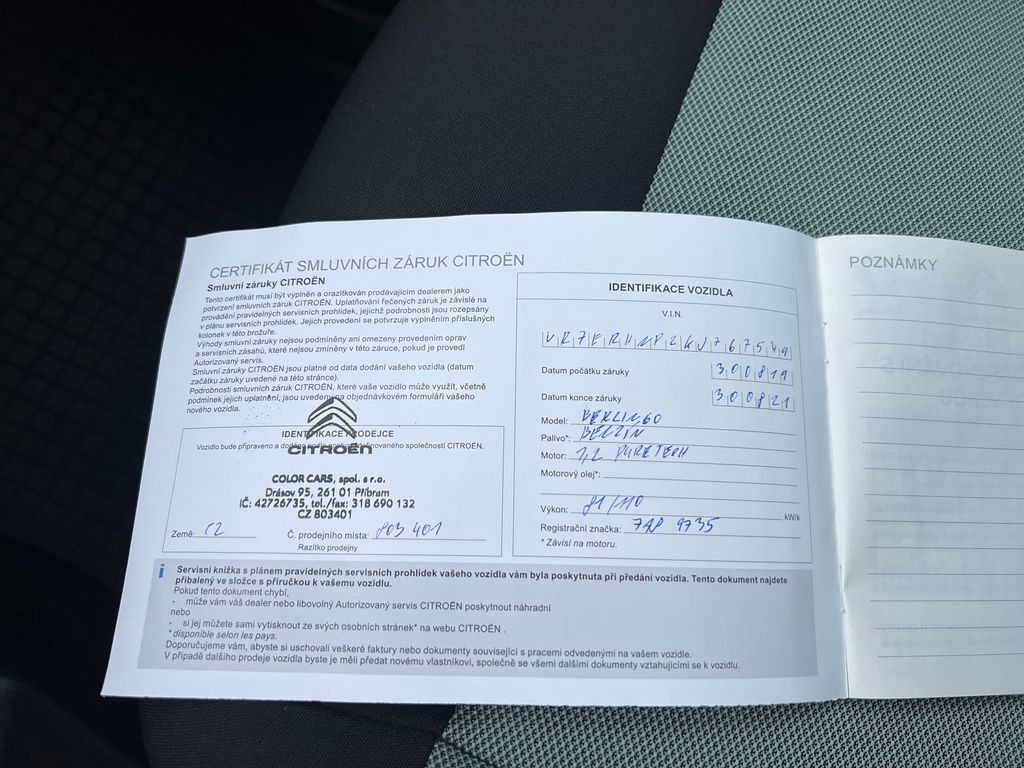 CERTIFIKÁT SMLUVNÍCH ZÁRUK CITROËN
Smluvní záruky CITROËN
Tento certifikát musí být vyplněn a orazítkován prodávajícím dealerem jako
potvrzení smluvních záruk CITROËN. Uplatňování řečených záruk je závislé na
provádění pravidelných servisních prohlídek, jejichž podrobnosti jsou rozepsány
v plánu servisních prohlídek. Jejich provedení se potvrzuje vyplněním příslušných
kolonek v této brožuře.
Výhody smluvní záruky nejsou podmíněny ani omezeny provedením oprav
a servisních zásahů, které nejsou zmíněny v této záruce, pokud je provedl
Autorizovaný servis.
Smluvní záruky CITROËN jsou platné od data dodání vašeho vozidla (datum
začátku záruky uvedené na této stránce).
Podrobnosti smluvních záruk CITROËN, které vaše vozidlo může využít, včetně
podmínek jejich uplatnění, jsou uvedeny na objednávkovém formuláři vašeho
nového vozidla.
IDENTIFIKACE PRODEJCE
Vozidlo bude připraveno a dodáno podle postupu definovaného společností CITROËN.
CITROËN
COLOR CARS, spol. s r.o.
Drásov 95, 261 01 Příbram
IČ: 42726735, tel./fax: 318 690 132
CZ 803401
Země: CZ
Č. prodejního místa: 803 401
Razítko prodejny
IDENTIFIKACE VOZIDLA
V.I.N.
Datum počátku záruky 300819
Datum konce záruky 300821
Model: BERLINGO
Palivo*: BENZIN
Motor: 1,2 PURETECH
Motorový olej*:
Výkon: 81/110 kW/k
Registrační značka: 9735
* Závisí na motoru.
i Servisní knížka s plánem pravidelných servisních prohlídek vašeho vozidla vám byla poskytnuta při předání vozidla. Tento dokument najdete
přibalený ve složce s příručkou k vašemu vozidlu.
Pokud tento dokument chybí,
- může vám váš dealer nebo libovolný Autorizovaný servis CITROËN poskytnout náhradní
nebo
- si jej můžete sami vytisknout ze svých osobních stránek* na webu CITROËN .
* disponible selon les pays.
Doporučujeme vám, abyste si uschovali veškeré faktury nebo dokumenty související s pracemi odvedenými na vašem vozidle.
V případě dalšího prodeje vozidla byste je měli předat novému vlastníkovi, společně se všemi dalšími dokumenty vztahujícími se k vozidlu.
POZNÁMKY